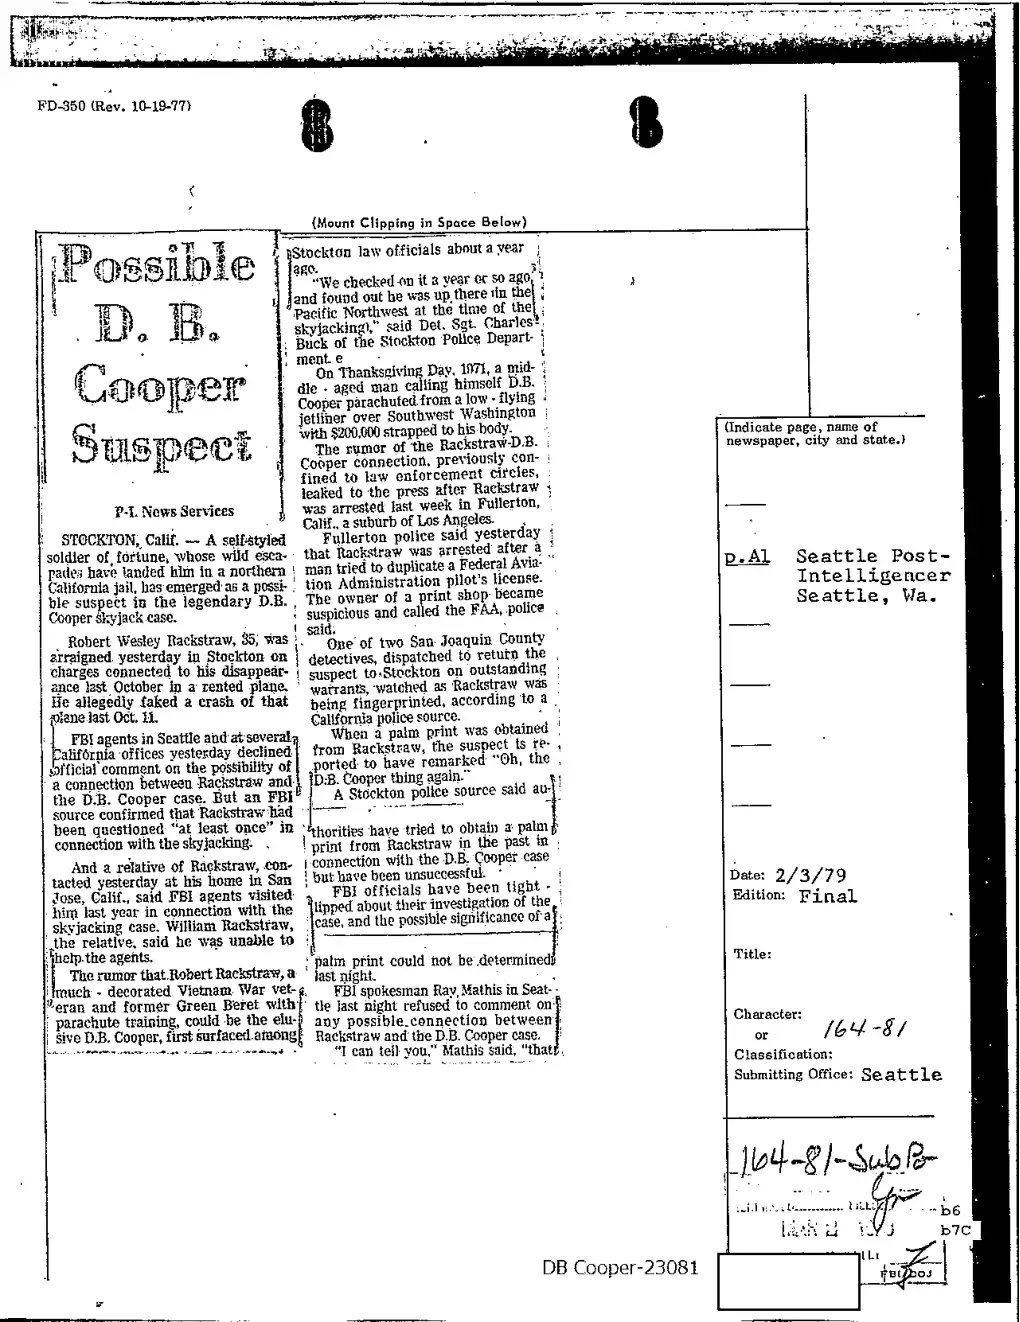 FD-350 (Rev. 10-19-77)
(Mount Clipping in Space Below)
Possible
D. B.
Cooper
Suspect
P-I. News Services
STOCKTON, Calif. — A self-styled
soldier of fortune, whose wild esca-
pades have landed him in a northern
California jail, has emerged as a possi-
ble suspect in the legendary D.B.
Cooper skyjack case.
Robert Wesley Rackstraw, 35, was
arraigned yesterday in Stockton on
charges connected to his disappear-
ance last October in a rented plane.
He allegedly faked a crash of that
plane last Oct. 11.
FBI agents in Seattle and at several
California offices yesterday declined
official comment on the possibility of
a connection between Rackstraw and
the D.B. Cooper case. But an FBI
source confirmed that Rackstraw had
been questioned "at least once" in
connection with the skyjacking.
And a relative of Rackstraw, con-
tacted yesterday at his home in San
Jose, Calif., said FBI agents visited
him last year in connection with the
skyjacking case. William Rackstraw,
the relative, said he was unable to
help the agents.
The rumor that Robert Rackstraw, a
much - decorated Vietnam War vet-
eran and former Green Beret with
parachute training, could be the elu-
sive D.B. Cooper, first surfaced among
Stockton law officials about a year
ago.
"We checked on it a year or so ago,
and found out he was up there (in the
Pacific Northwest at the time of the
skyjacking)," said Det. Sgt. Charles
Buck of the Stockton Police Depart-
ment. e
On Thanksgiving Day, 1971, a mid-
dle - aged man calling himself D.B.
Cooper parachuted from a low - flying
jetliner over Southwest Washington
with $200,000 strapped to his body.
The rumor of the Rackstraw-D.B.
Cooper connection, previously con-
fined to law enforcement circles,
leaked to the press after Rackstraw
was arrested last week in Fullerton,
Calif., a suburb of Los Angeles.
Fullerton police said yesterday
that Rackstraw was arrested after a
man tried to duplicate a Federal Avia-
tion Administration pilot's license.
The owner of a print shop became
suspicious and called the FAA, police
said.
One of two San Joaquin County
detectives, dispatched to return the
suspect to Stockton on outstanding
warrants, watched as Rackstraw was
being fingerprinted, according to a
California police source.
When a palm print was obtained
from Rackstraw, the suspect is re-
ported to have remarked "Oh, the
D.B. Cooper thing again."
A Stockton police source said au-
thorities have tried to obtain a palm
print from Rackstraw in the past in
connection with the D.B. Cooper case
but have been unsuccessful.
FBI officials have been tight -
lipped about their investigation of the
case, and the possible significance of a
palm print could not be determined
last night.
FBI spokesman Ray Mathis in Seat-
tle last night refused to comment on
any possible connection between
Rackstraw and the D.B. Cooper case.
"I can tell you," Mathis said, "that
(Indicate page, name of
newspaper, city and state.)
p.A1 Seattle Post-
Intelligencer
Seattle, Wa.
Date: 2/3/79
Edition: Final
Title:
Character:
or 164-81
Classification:
Submitting Office: Seattle
164-81-Sub
b6
b7C
FBI/DOJ
DB Cooper-23081